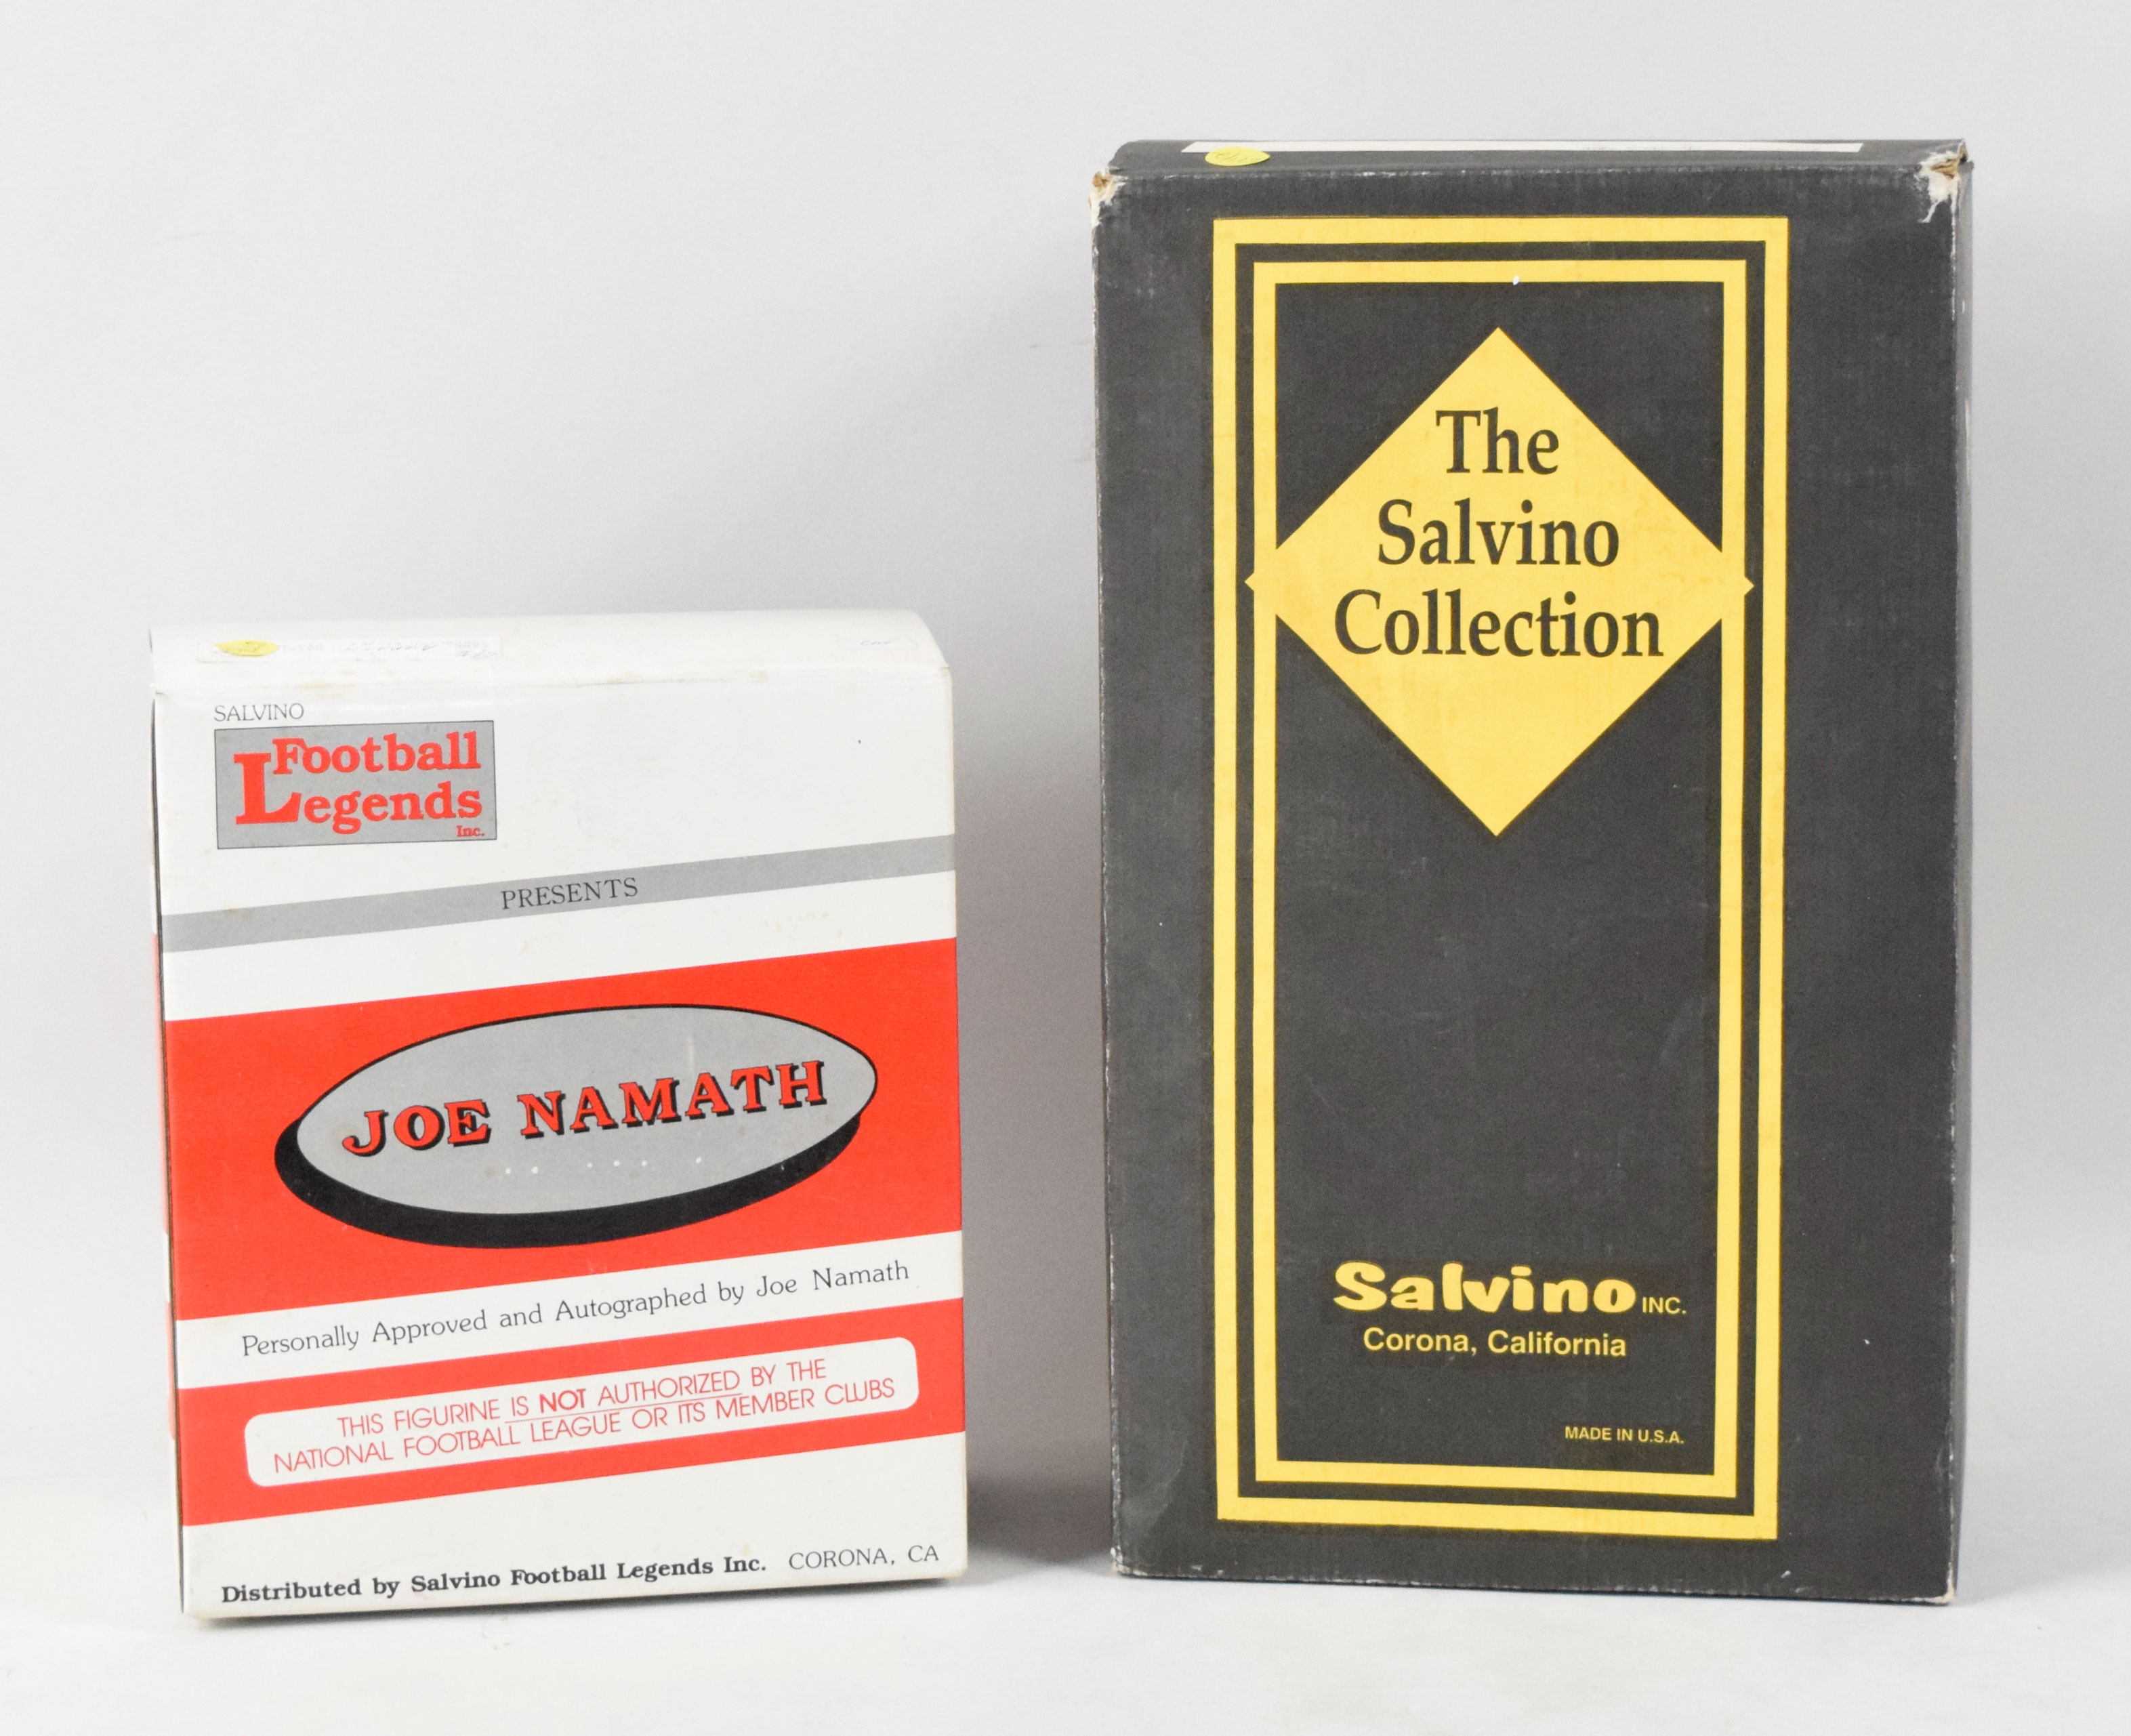 SALVINO
Football
Legends
Inc.
PRESENTS
JOE NAMATH
Personally Approved and Autographed by Joe Namath
THIS FIGURINE IS NOT AUTHORIZED BY THE
NATIONAL FOOTBALL LEAGUE OR ITS MEMBER CLUBS
Distributed by Salvino Football Legends Inc. CORONA, CA
The
Salvino
Collection
Salvino INC.
Corona, California
MADE IN U.S.A.